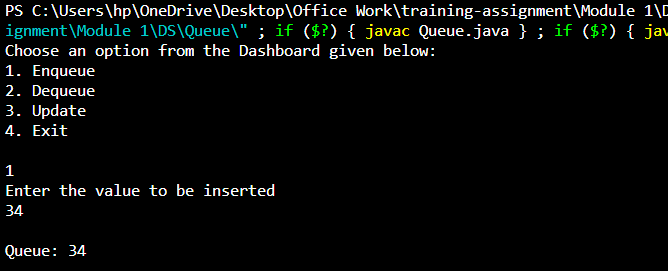 PS C:\Users\hp\OneDrive\Desktop\Office Work\training-assignment\Module 1\D
ignment\Module 1\DS\Queue\" ; if ($?) { javac Queue.java } ; if ($?) { jav
Choose an option from the Dashboard given below:
1. Enqueue
2. Dequeue
3. Update
4. Exit
1
Enter the value to be inserted
34
Queue: 34